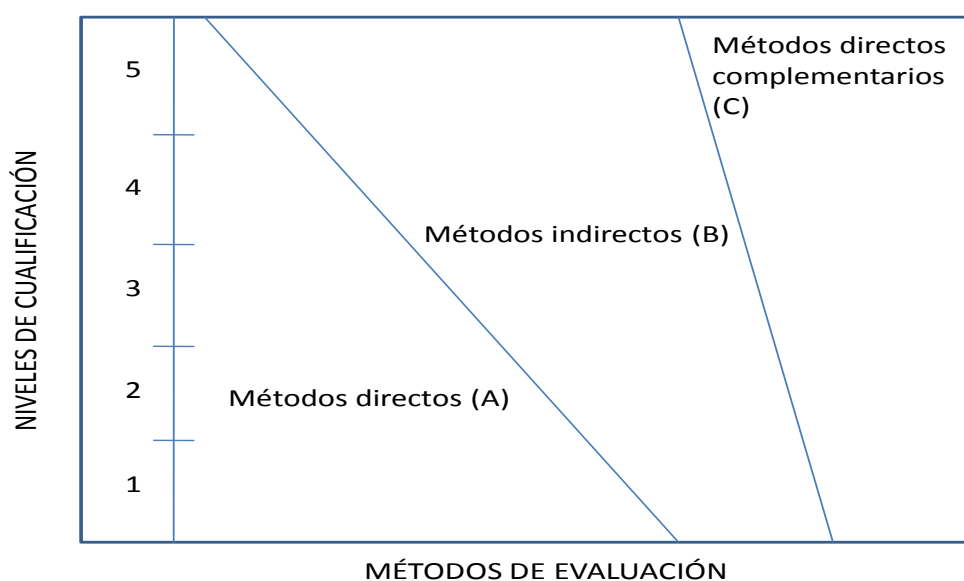 Métodos directos
complementarios
(C)
5
4
Métodos indirectos (B)
3
2
Métodos directos (A)
1
NIVELES DE CUALIFICACIÓN
MÉTODOS DE EVALUACIÓN